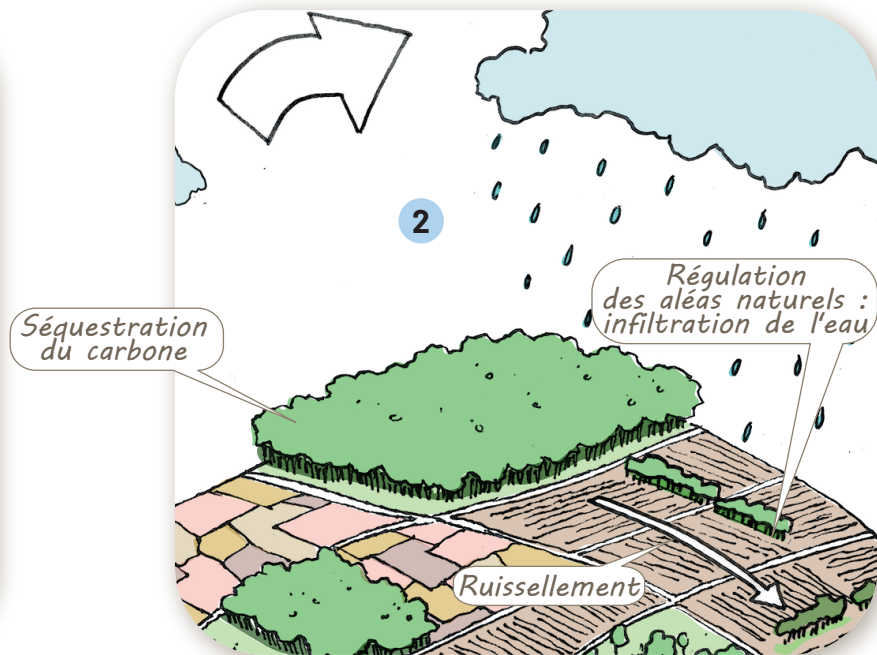 2
Régulation
des aléas naturels :
infiltration de l'eau
Séquestration
du carbone
Ruissellement